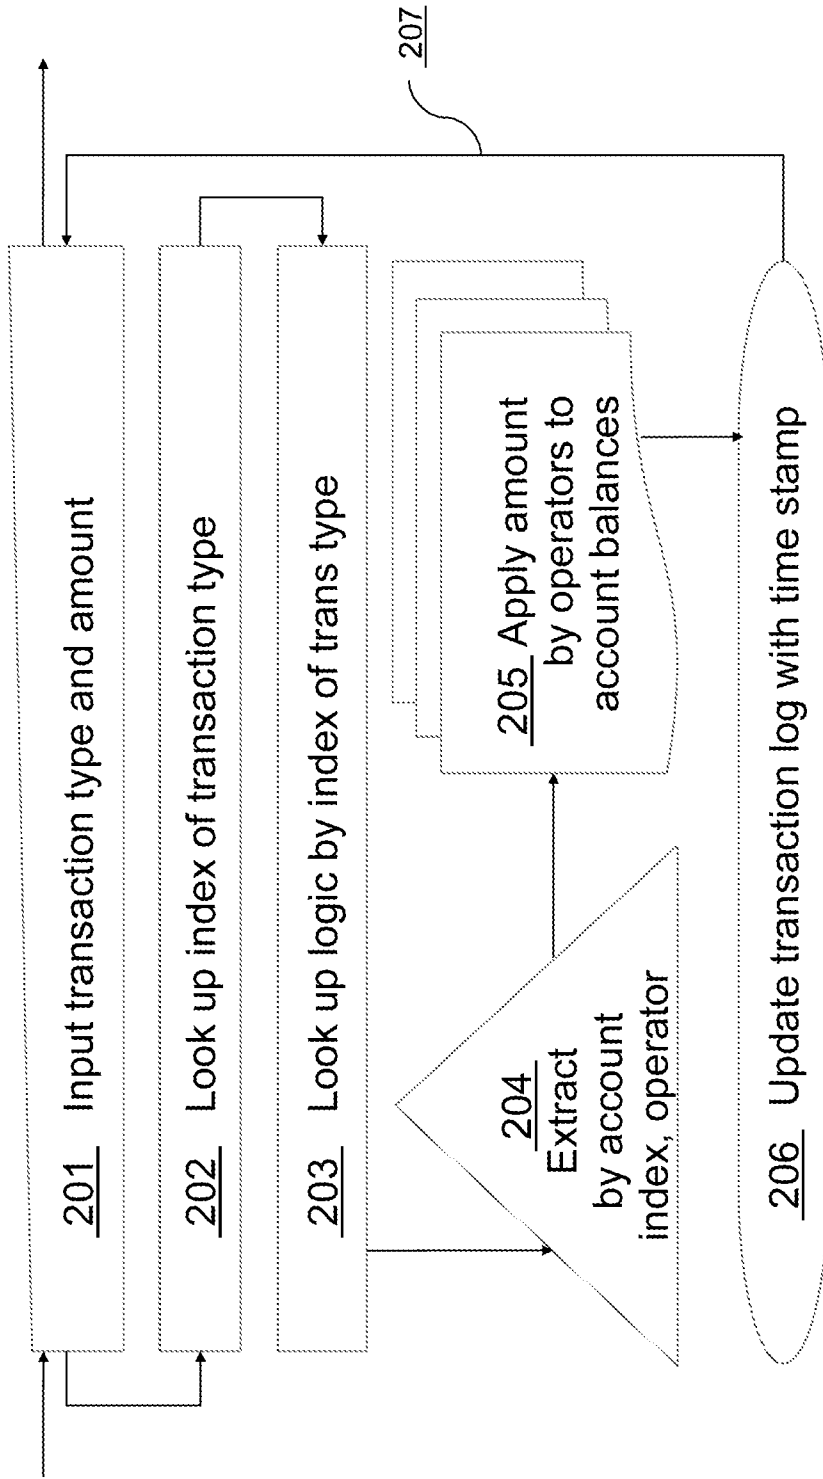 201 Input transaction type and amount
202 Look up index of transaction type
203 Look up logic by index of trans type
204
Extract
by account
index, operator
205 Apply amount
by operators to
account balances
206 Update transaction log with time stamp
207